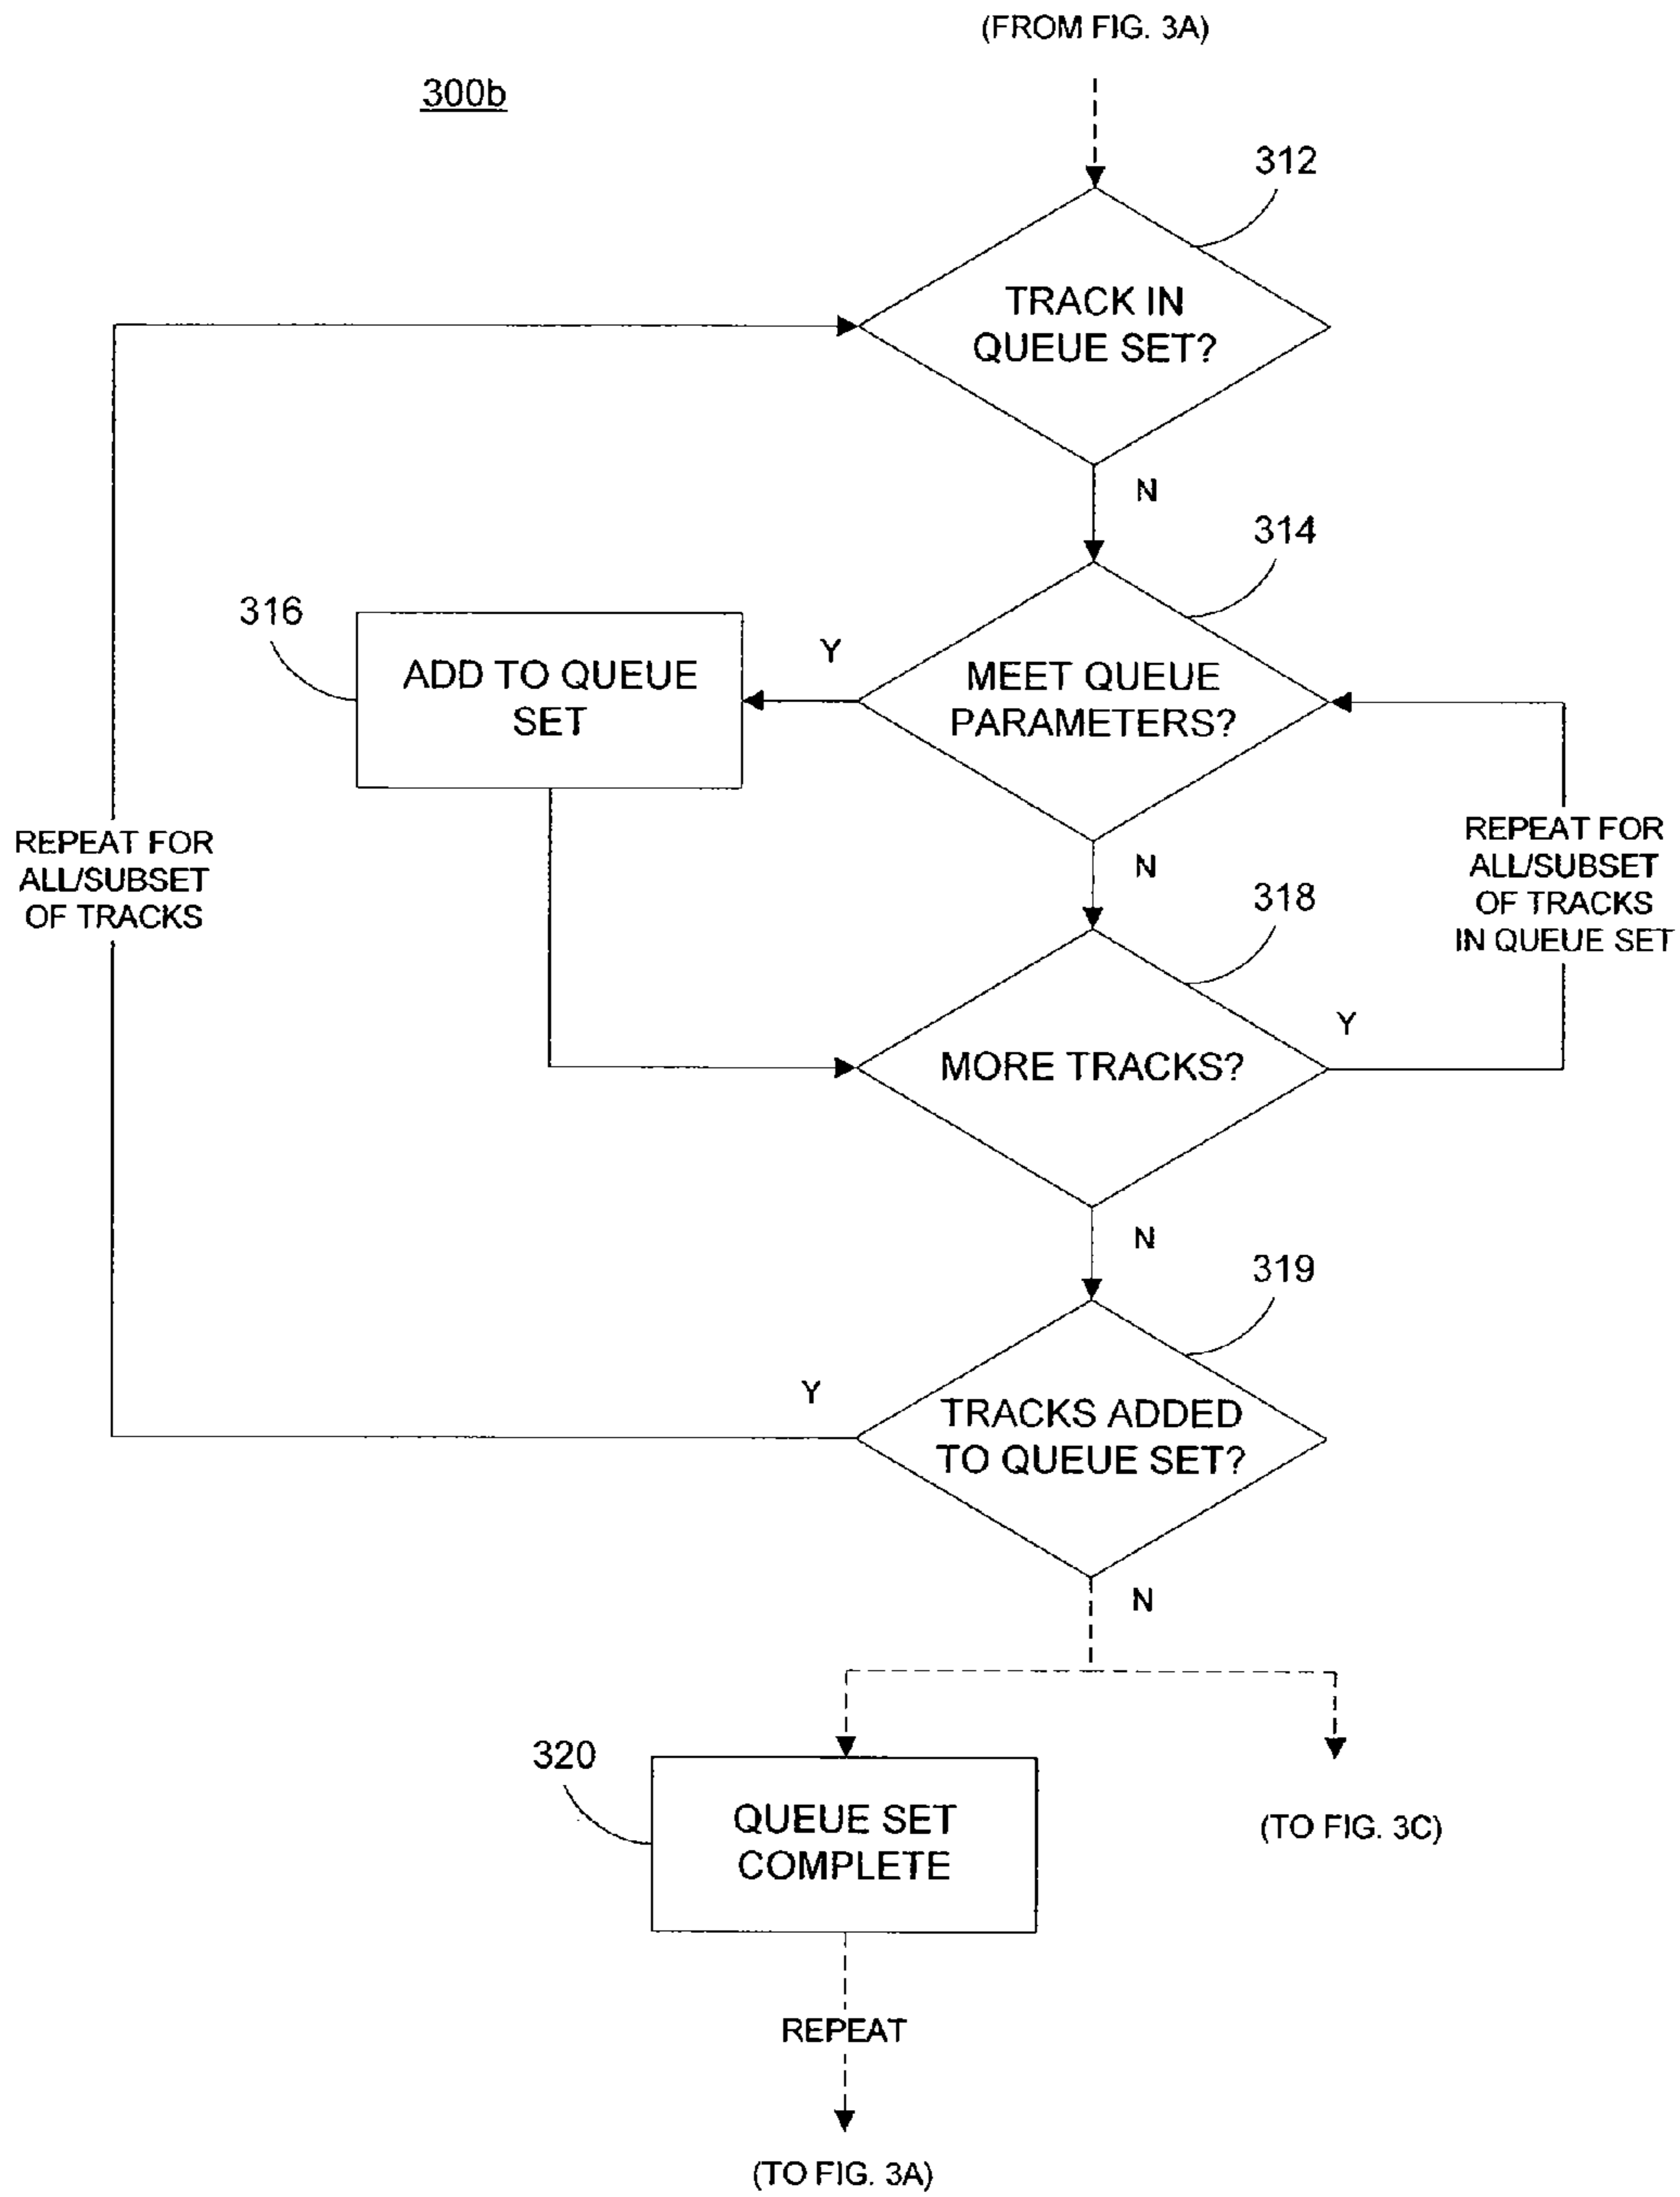 (FROM FIG. 3A)
300b
312
TRACK IN
QUEUE SET?
N
314
316
ADD TO QUEUE
SET
Y
MEET QUEUE
PARAMETERS?
REPEAT FOR
ALL/SUBSET
OF TRACKS
N
REPEAT FOR
ALL/SUBSET
OF TRACKS
IN QUEUE SET
318
Y
MORE TRACKS?
N
319
Y
TRACKS ADDED
TO QUEUE SET?
N
320
QUEUE SET
COMPLETE
(TO FIG. 3C)
REPEAT
(TO FIG. 3A)